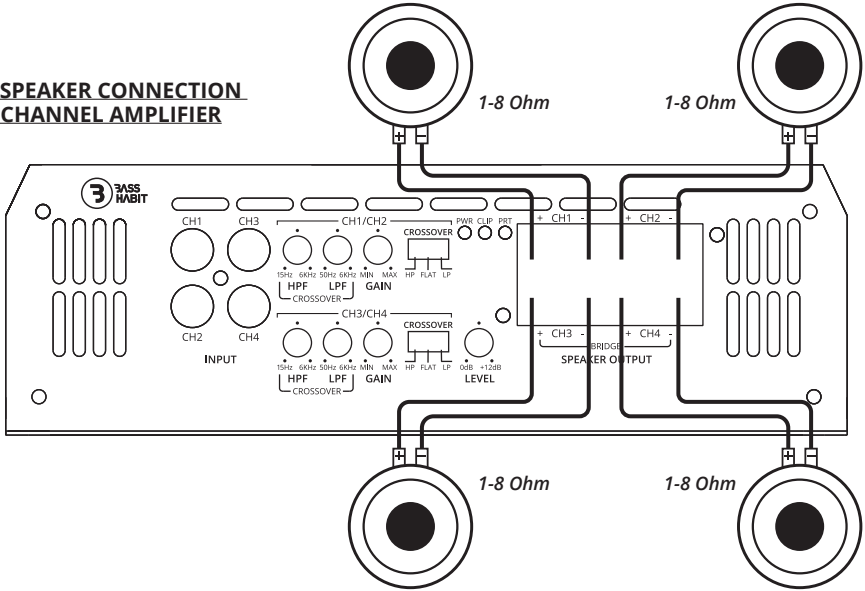 SPEAKER CONNECTION
CHANNEL AMPLIFIER
1-8 Ohm
1-8 Ohm
+ -
+ -
BASS
HABIT
CH1 CH3
CH2 CH4
INPUT
CH1/CH2
CROSSOVER
15Hz 6KHz 50Hz 6KHz MIN MAX HP FLAT LP
HPF LPF GAIN
CROSSOVER
CH3/CH4
CROSSOVER
15Hz 6KHz 50Hz 6KHz MIN MAX HP FLAT LP 0dB +12dB
HPF LPF GAIN LEVEL
CROSSOVER
PWR CLIP PRT
+ CH1 - + CH2 -
+ CH3 - + CH4 -
BRIDGE
SPEAKER OUTPUT
+ -
+ -
1-8 Ohm
1-8 Ohm